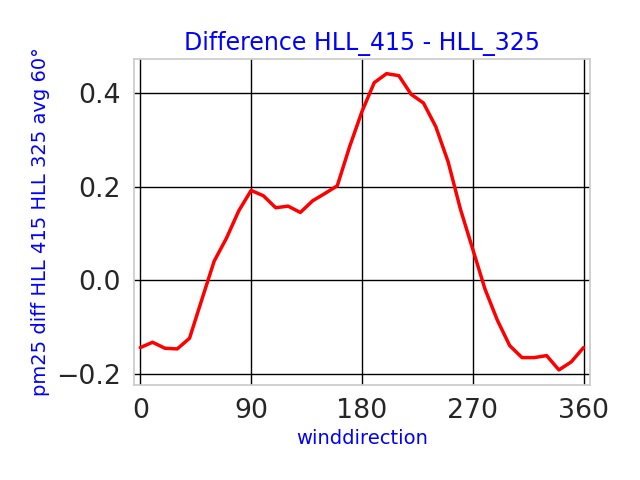 Difference HLL_415 - HLL_325
pm25 diff HLL 415 HLL 325 avg 60°
0.4
0.2
0.0
−0.2
0 90 180 270 360
winddirection